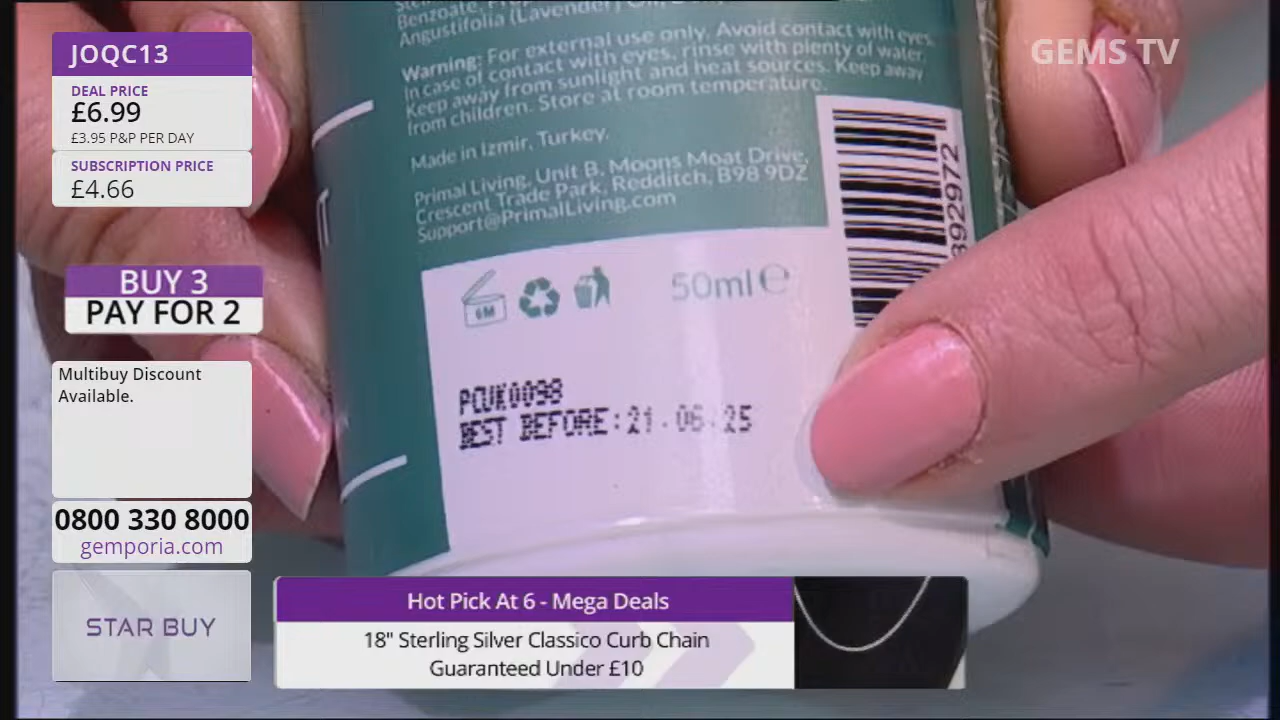 JOQC13
DEAL PRICE
£6.99
£3.95 P&P PER DAY
SUBSCRIPTION PRICE
£4.66
BUY 3
PAY FOR 2
Multibuy Discount
Available.
0800 330 8000
gemporia.com
STAR BUY
GEMS TV
Benzoate,
Angustifolia (Lavender) Oil,
Warning: For external use only. Avoid contact with eyes.
In case of contact with eyes, rinse with plenty of water.
Keep away from sunlight and heat sources. Keep away
from children. Store at room temperature.
Made in Izmir, Turkey.
Primal Living, Unit B, Moons Moat Drive,
Crescent Trade Park, Redditch, B98 9DZ
Support@PrimalLiving.com
892972
6M
50ml e
PCUK0098
BEST BEFORE:21.06.25
Hot Pick At 6 - Mega Deals
18" Sterling Silver Classico Curb Chain
Guaranteed Under £10